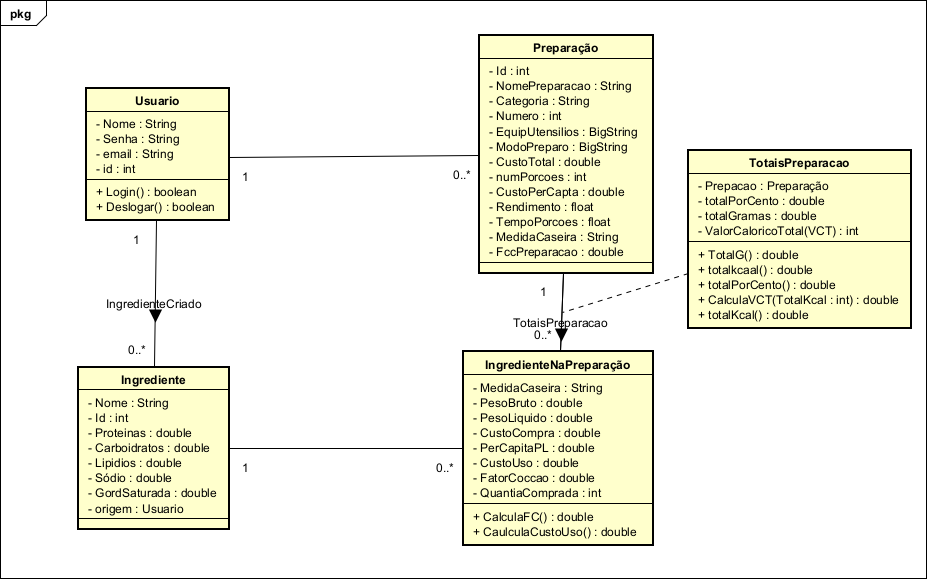 pkg
Usuario
- Nome : String
- Senha : String
- email : String
- id : int
+ Login() : boolean
+ Deslogar() : boolean
1
0..*
Preparação
- Id : int
- NomePreparacao : String
- Categoria : String
- Numero : int
- EquipUtensilios : BigString
- ModoPreparo : BigString
- CustoTotal : double
- numPorcoes : int
- CustoPerCapta : double
- Rendimento : float
- TempoPorcoes : float
- MedidaCaseira : String
- FccPreparacao : double
TotaisPreparacao
- Prepacao : Preparação
- totalPorCento : double
- totalGramas : double
- ValorCaloricoTotal(VCT) : int
+ TotalG() : double
+ totalkcaal() : double
+ totalPorCento() : double
+ CalculaVCT(TotalKcal : int) : double
+ totalKcal() : double
1
IngredienteCriado
0..*
1
TotaisPreparacao
0..*
Ingrediente
- Nome : String
- Id : int
- Proteinas : double
- Carboidratos : double
- Lipidios : double
- Sódio : double
- GordSaturada : double
- origem : Usuario
1
0..*
IngredienteNaPreparação
- MedidaCaseira : String
- PesoBruto : double
- PesoLiquido : double
- CustoCompra : double
- PerCapitaPL : double
- CustoUso : double
- FatorCoccao : double
- QuantiaComprada : int
+ CalculaFC() : double
+ CaulculaCustoUso() : double